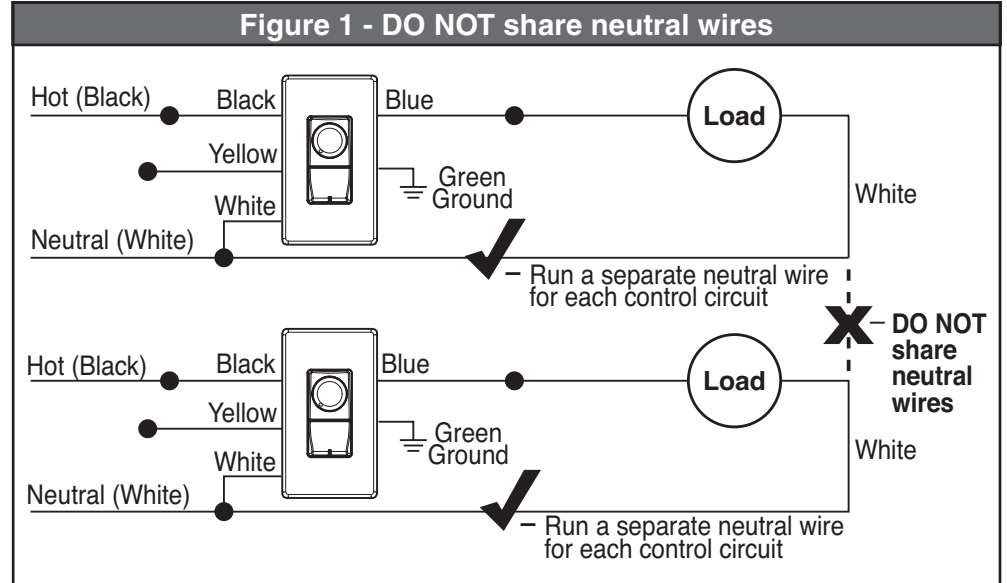 Figure 1 - DO NOT share neutral wires
Hot (Black)
Black
Blue
Load
Yellow
Green
Ground
White
White
Neutral (White)
– Run a separate neutral wire
for each control circuit
– DO NOT
share
neutral
wires
Hot (Black)
Black
Blue
Load
Yellow
Green
Ground
White
White
Neutral (White)
– Run a separate neutral wire
for each control circuit